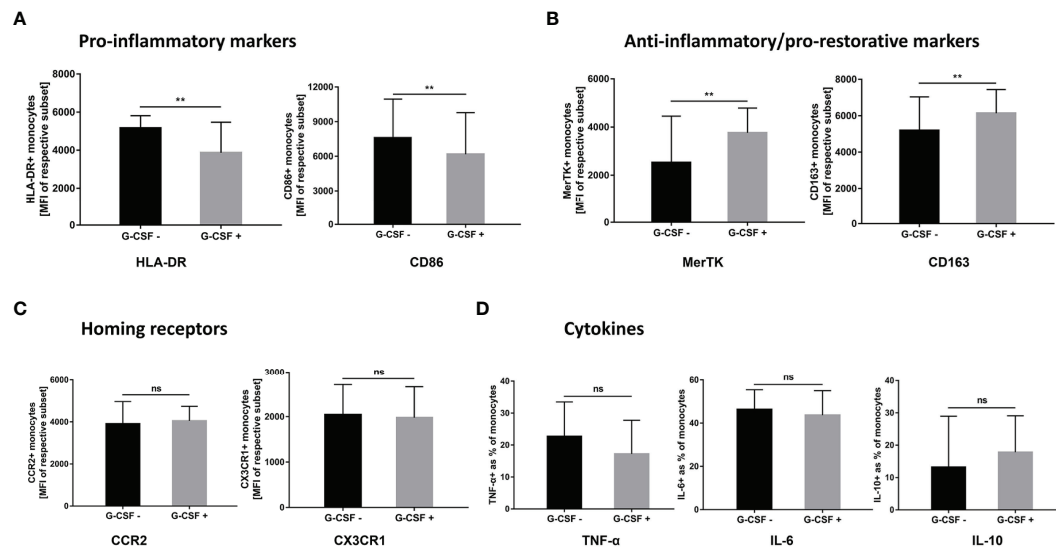 A
Pro-inflammatory markers
HLA-DR+ monocytes
[MFI of respective subset]
8000
6000
4000
2000
0
**
G-CSF -
G-CSF +
HLA-DR
CD86+ monocytes
[MFI of respective subset]
12000
9000
6000
3000
0
**
G-CSF -
G-CSF +
CD86
B
Anti-inflammatory/pro-restorative markers
MerTK+ monocytes
[MFI of respective subset]
6000
4000
2000
0
**
G-CSF -
G-CSF +
MerTK
CD163+ monocytes
[MFI of respective subset]
8000
6000
4000
2000
0
**
G-CSF -
G-CSF +
CD163
C
Homing receptors
CCR2+ monocytes
[MFI of respective subset]
6000
4000
2000
0
ns
G-CSF -
G-CSF +
CCR2
CX3CR1+ monocytes
[MFI of respective subset]
3000
2000
1000
0
ns
G-CSF -
G-CSF +
CX3CR1
D
Cytokines
TNF-α+ as % of monocytes
50
40
30
20
10
0
ns
G-CSF -
G-CSF +
TNF-α
IL-6+ as % of monocytes
60
40
20
0
ns
G-CSF -
G-CSF +
IL-6
IL-10+ as % of monocytes
40
30
20
10
0
ns
G-CSF -
G-CSF +
IL-10